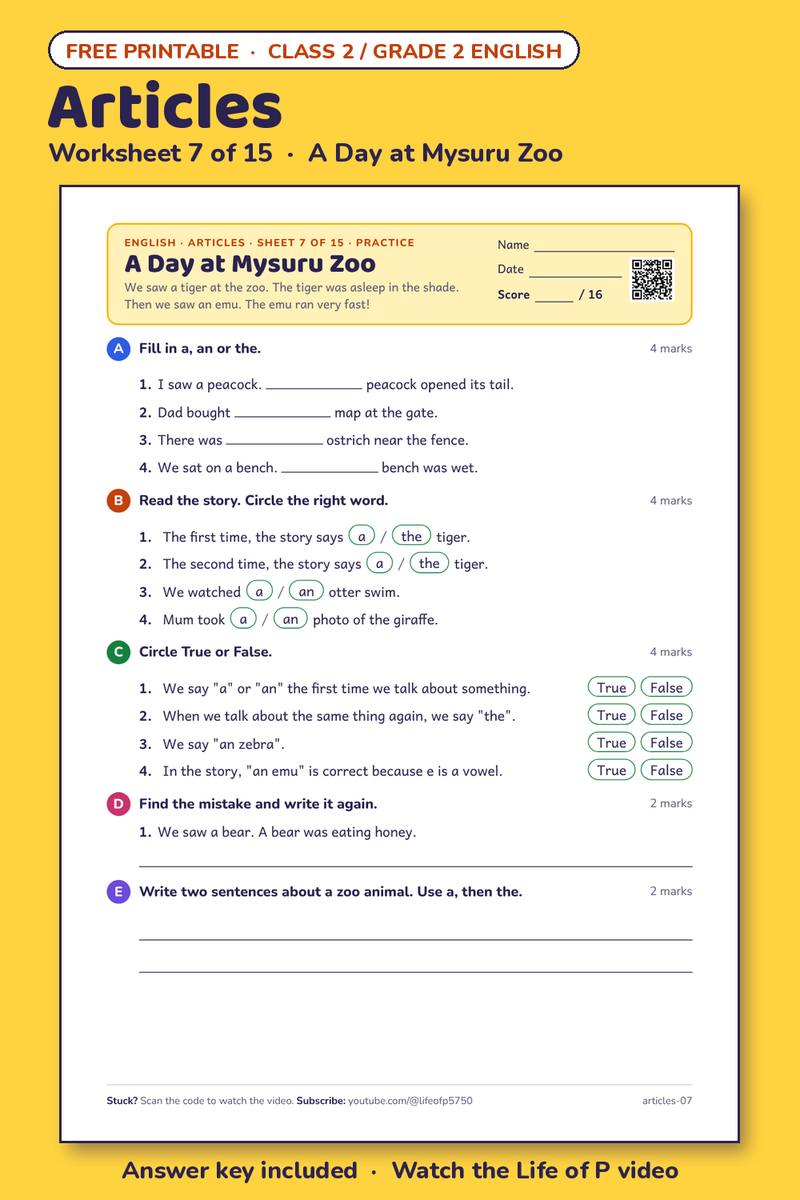 FREE PRINTABLE · CLASS 2 / GRADE 2 ENGLISH
Articles
Worksheet 7 of 15 · A Day at Mysuru Zoo
ENGLISH · ARTICLES · SHEET 7 OF 15 · PRACTICE
A Day at Mysuru Zoo
We saw a tiger at the zoo. The tiger was asleep in the shade.
Then we saw an emu. The emu ran very fast!
Name ____
Date ____
Score ____ / 16
A Fill in a, an or the. 4 marks
1. I saw a peacock. ____ peacock opened its tail.
2. Dad bought ____ map at the gate.
3. There was ____ ostrich near the fence.
4. We sat on a bench. ____ bench was wet.
B Read the story. Circle the right word. 4 marks
1. The first time, the story says a / the tiger.
2. The second time, the story says a / the tiger.
3. We watched a / an otter swim.
4. Mum took a / an photo of the giraffe.
C Circle True or False. 4 marks
1. We say "a" or "an" the first time we talk about something. True False
2. When we talk about the same thing again, we say "the". True False
3. We say "an zebra". True False
4. In the story, "an emu" is correct because e is a vowel. True False
D Find the mistake and write it again. 2 marks
1. We saw a bear. A bear was eating honey.
E Write two sentences about a zoo animal. Use a, then the. 2 marks
Stuck? Scan the code to watch the video. Subscribe: youtube.com/@lifeofp5750 articles-07
Answer key included · Watch the Life of P video